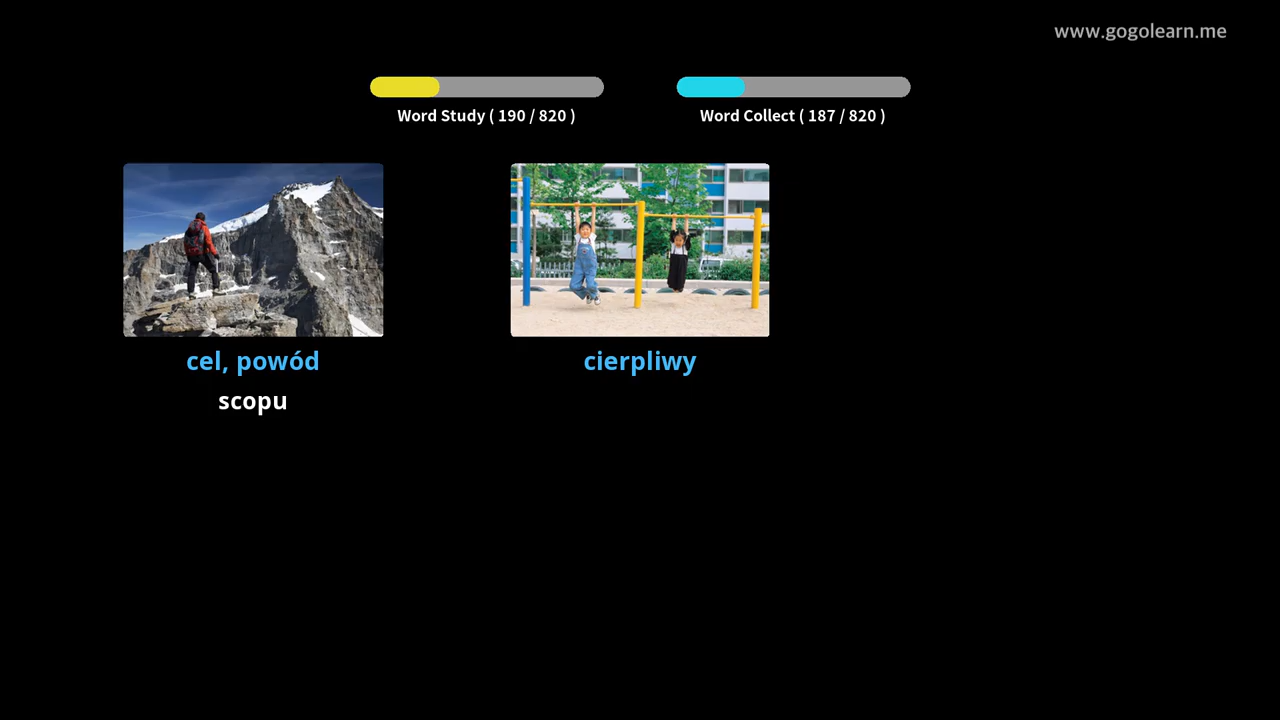 www.gogolearn.me
Word Study ( 190 / 820 )
Word Collect ( 187 / 820 )
cel, powód
cierpliwy
scopu